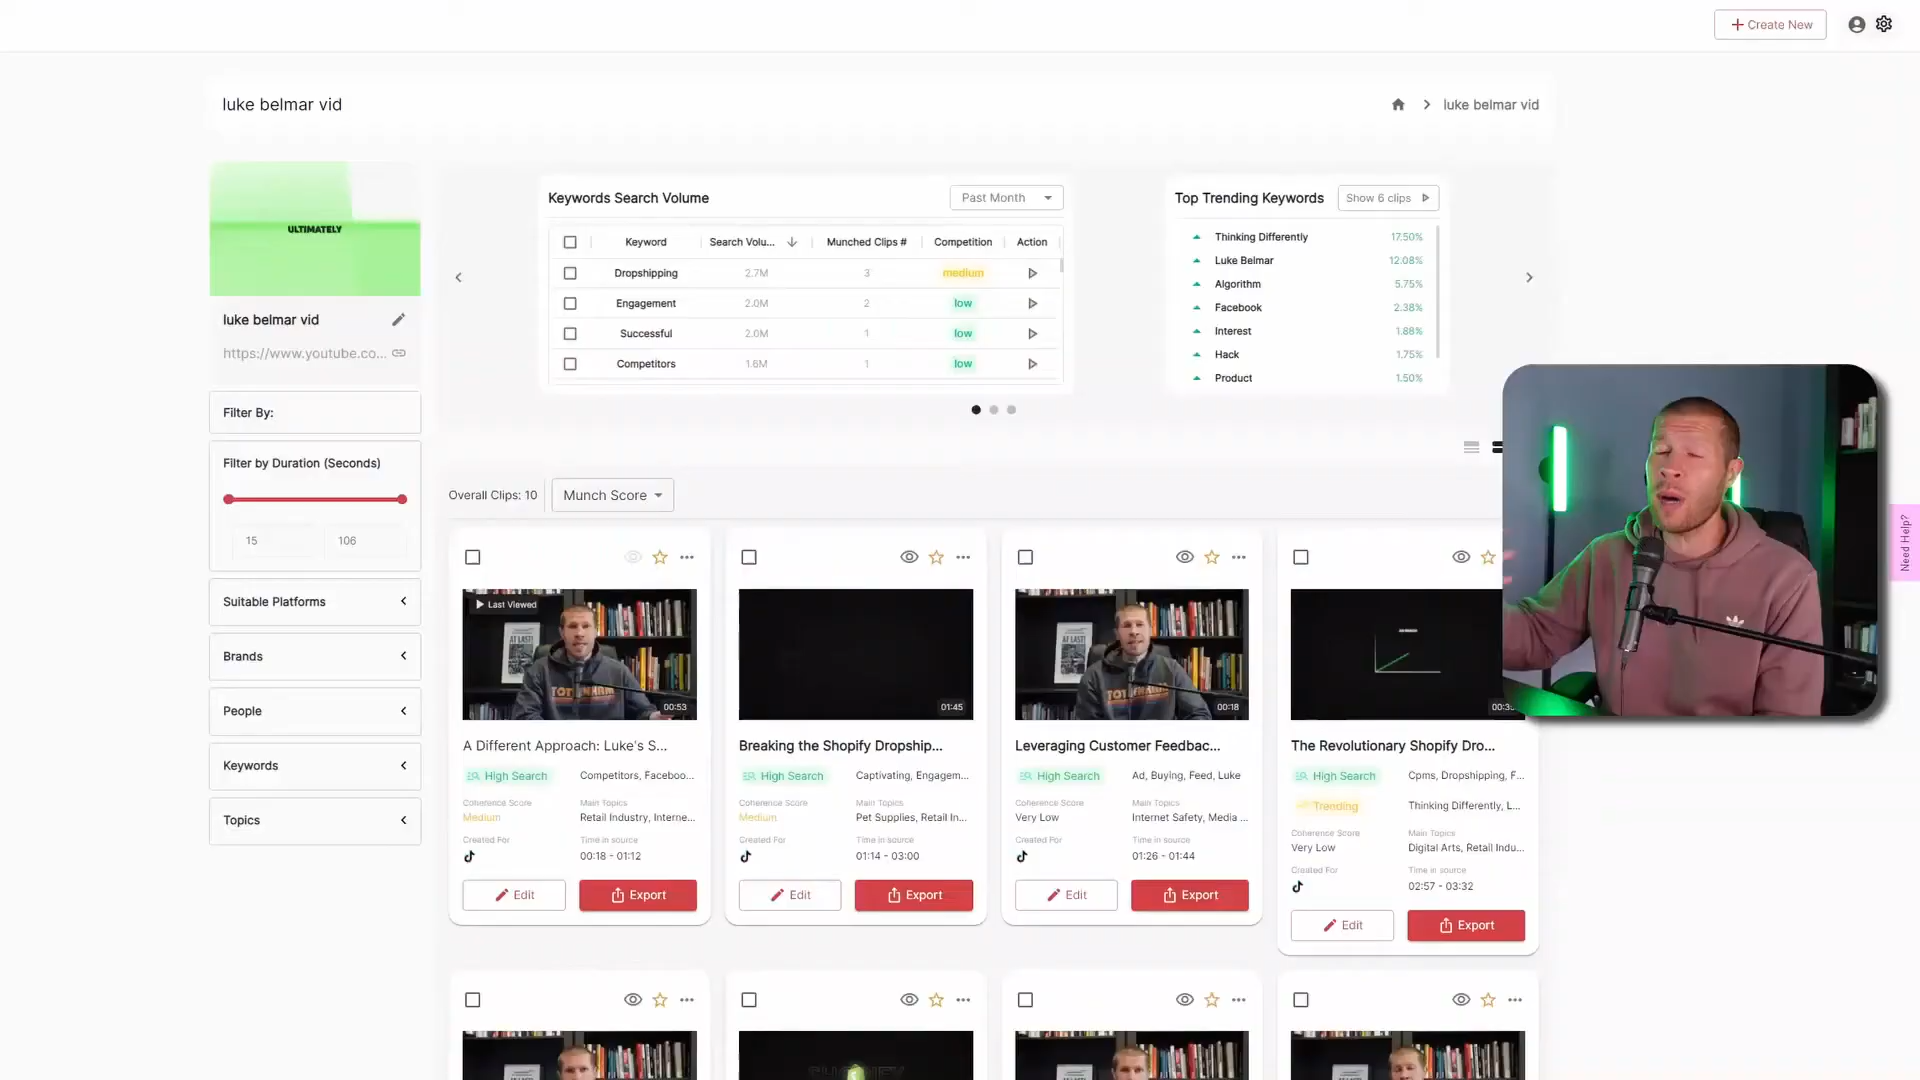 Create New
luke belmar vid
luke belmar vid
ULTIMATELY
luke belmar vid
https://www.youtube.co...
Filter By:
Filter by Duration (Seconds)
15
106
Suitable Platforms
Brands
People
Keywords
Topics
Keywords Search Volume
Past Month
Keyword
Search Volu...
Munched Clips #
Competition
Action
Dropshipping
2.7M
3
medium
Engagement
2.0M
2
low
Successful
2.0M
1
low
Competitors
1.6M
1
low
Top Trending Keywords
Show 6 clips
Thinking Differently
17.50%
Luke Belmar
12.08%
Algorithm
5.75%
Facebook
2.38%
Interest
1.88%
Hack
1.75%
Product
1.50%
Need Help?
Overall Clips: 10
Munch Score
Last Viewed
AT LAST!
TOTTENHAM
00:53
A Different Approach: Luke's S...
High Search
Competitors, Faceboo...
Coherence Score
Medium
Main Topics
Retail Industry, Interne...
Created For
Time in source
00:18 - 01:12
Edit
Export
01:45
Breaking the Shopify Dropship...
High Search
Captivating, Engagem...
Coherence Score
Medium
Main Topics
Pet Supplies, Retail In...
Created For
Time in source
01:14 - 03:00
Edit
Export
AT LAST!
TOTTENHAM
00:18
Leveraging Customer Feedbac...
High Search
Ad, Buying, Feed, Luke
Coherence Score
Very Low
Main Topics
Internet Safety, Media ...
Created For
Time in source
01:26 - 01:44
Edit
Export
The Revolutionary Shopify Dro...
High Search
Cpms, Dropshipping, F...
Trending
Thinking Differently, L...
Coherence Score
Very Low
Main Topics
Digital Arts, Retail Indu...
Created For
Time in source
02:57 - 03:32
Edit
Export